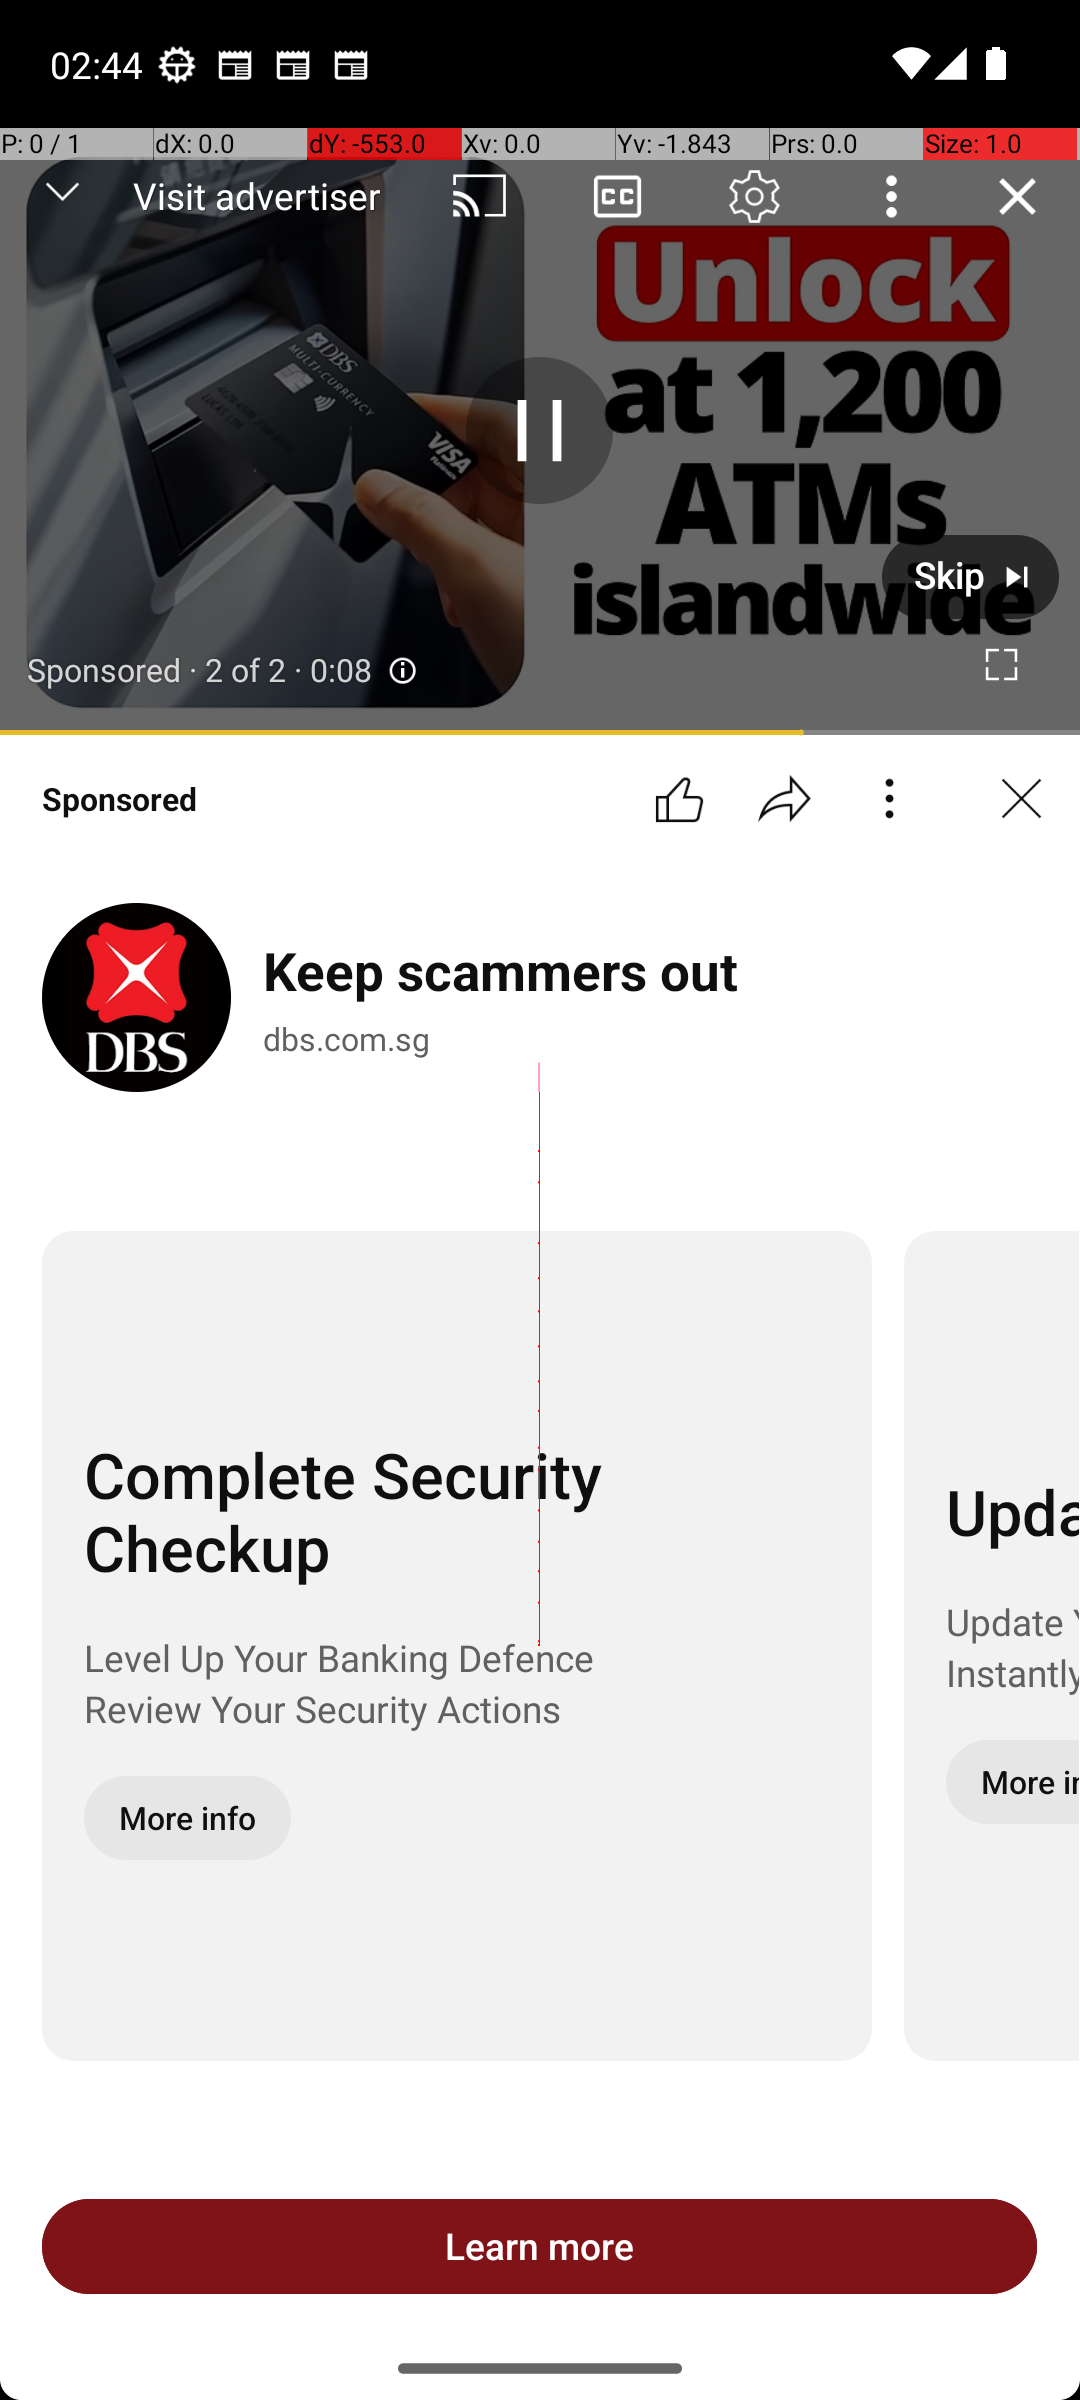 02:44
P: 0 / 1 dX: 0.0 dY: -553.0 Xv: 0.0 Yv: -1.843 Prs: 0.0 Size: 1.0
Visit advertiser CC
Unlock
at 1,200
ATMs
islandwide
DBS
MULTI-CURRENCY
VISA
Platinum
Skip
Sponsored · 2 of 2 · 0:08
Sponsored
DBS
Keep scammers out
dbs.com.sg
Complete Security
Checkup
Level Up Your Banking Defence
Review Your Security Actions
More info
Upda
Update Y
Instantly
More in
Learn more